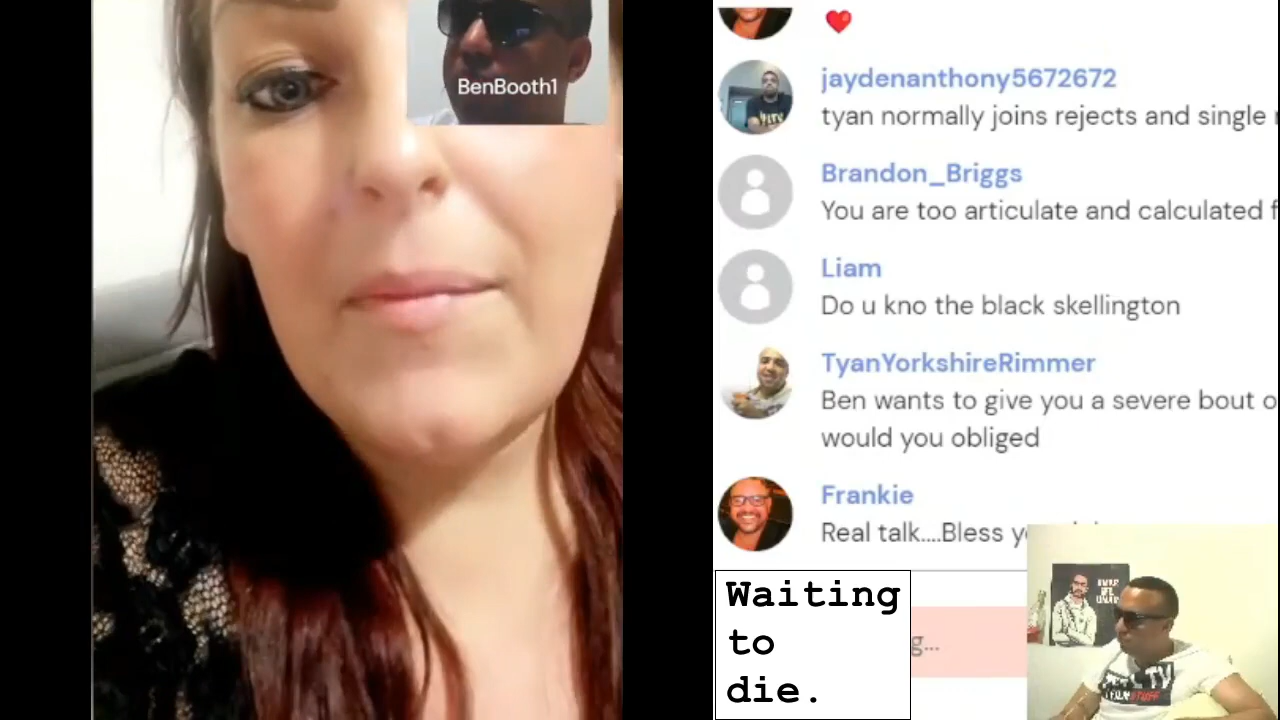 BenBooth1
❤️
jaydenanthony5672672
tyan normally joins rejects and single
Brandon_Briggs
You are too articulate and calculated
Liam
Do u kno the black skellington
TyanYorkshireRimmer
Ben wants to give you a severe bout
would you obliged
Frankie
Real talk....Bless
Waiting
to
die.